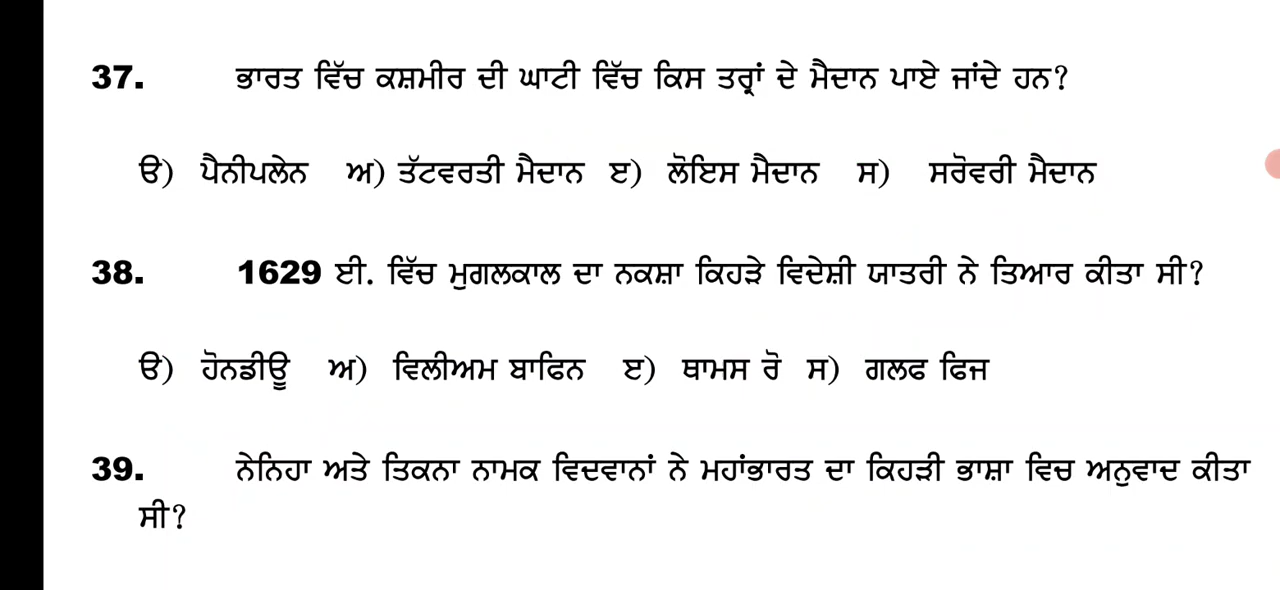 37. ਭਾਰਤ ਵਿੱਚ ਕਸ਼ਮੀਰ ਦੀ ਘਾਟੀ ਵਿੱਚ ਕਿਸ ਤਰ੍ਹਾਂ ਦੇ ਮੈਦਾਨ ਪਾਏ ਜਾਂਦੇ ਹਨ?
ੳ) ਪੈਨੀਪਲੇਨ ਅ) ਤੱਟਵਰਤੀ ਮੈਦਾਨ ੲ) ਲੋਇਸ ਮੈਦਾਨ ਸ) ਸਰੋਵਰੀ ਮੈਦਾਨ
38. 1629 ਈ. ਵਿੱਚ ਮੁਗਲਕਾਲ ਦਾ ਨਕਸ਼ਾ ਕਿਹੜੇ ਵਿਦੇਸ਼ੀ ਯਾਤਰੀ ਨੇ ਤਿਆਰ ਕੀਤਾ ਸੀ?
ੳ) ਹੋਨਡੀਊ ਅ) ਵਿਲੀਅਮ ਬਾਫਿਨ ੲ) ਥਾਮਸ ਰੋ ਸ) ਗਲਫ ਫਿਜ
39. ਨੇਨਿਹਾ ਅਤੇ ਤਿਕਨਾ ਨਾਮਕ ਵਿਦਵਾਨਾਂ ਨੇ ਮਹਾਂਭਾਰਤ ਦਾ ਕਿਹੜੀ ਭਾਸ਼ਾ ਵਿਚ ਅਨੁਵਾਦ ਕੀਤਾ
ਸੀ?